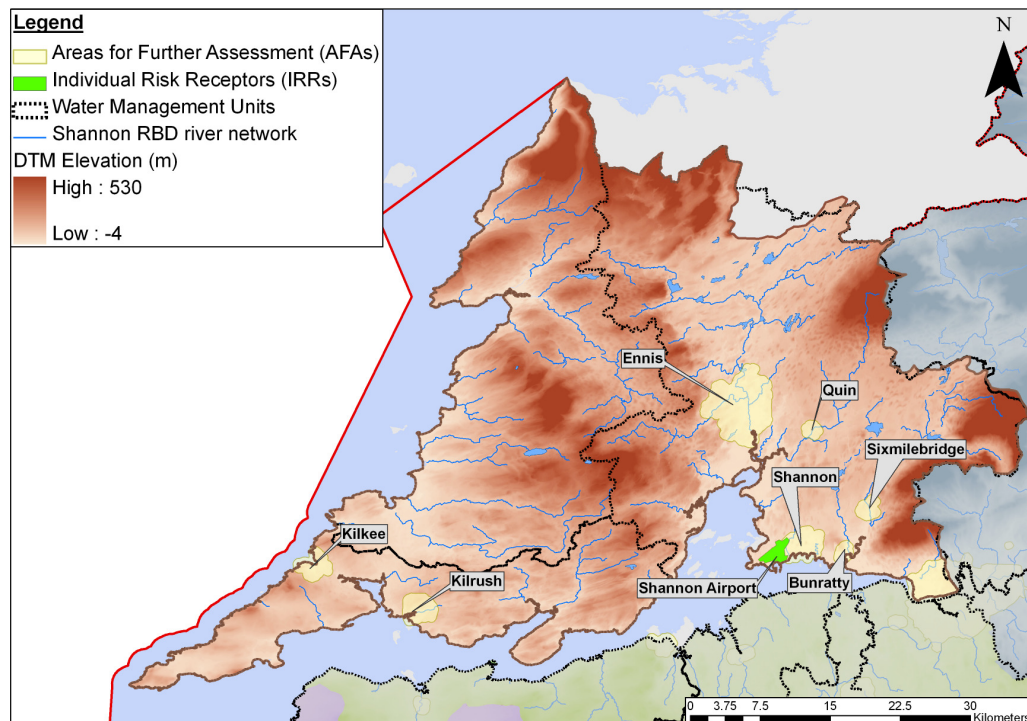 Legend
Areas for Further Assessment (AFAs)
Individual Risk Receptors (IRRs)
Water Management Units
Shannon RBD river network
DTM Elevation (m)
High : 530
Low : -4
N
Ennis
Quin
Sixmilebridge
Shannon
Kilkee
Kilrush
Shannon Airport
Bunratty
0 3.75 7.5 15 22.5 30
Kilometer